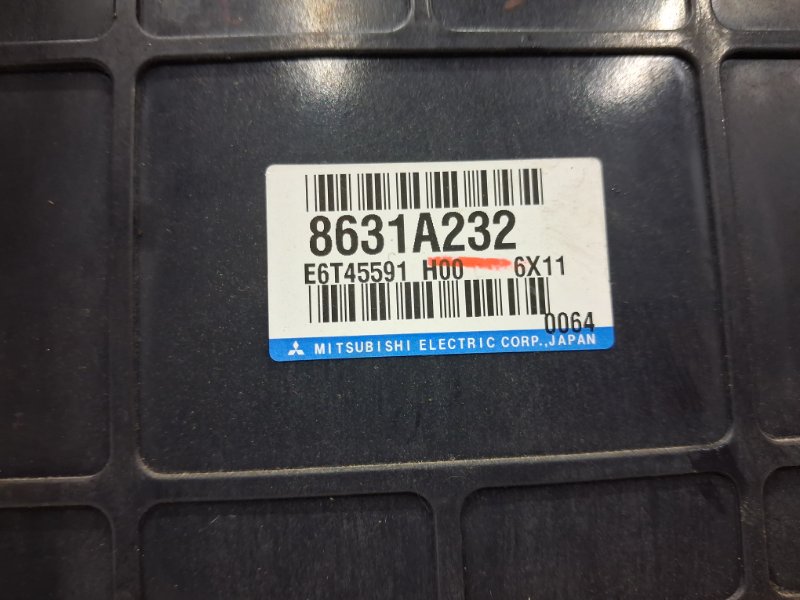 8631A232
E6T45591 H00 6X11
0064
MITSUBISHI ELECTRIC CORP.,JAPAN